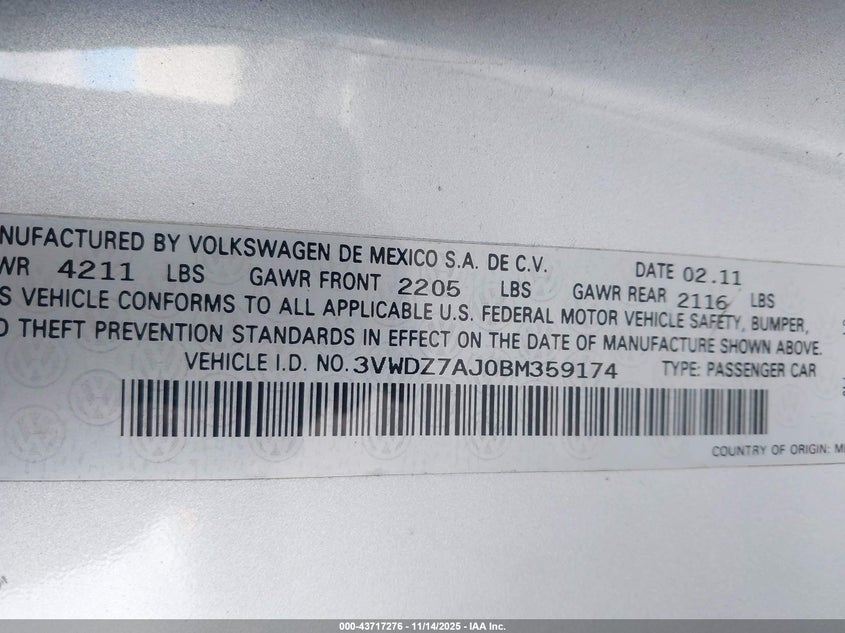 NUFACTURED BY VOLKSWAGEN DE MEXICO S.A. DE C.V. DATE 02.11
WR 4211 LBS GAWR FRONT 2205 LBS GAWR REAR 2116 LBS
S VEHICLE CONFORMS TO ALL APPLICABLE U.S. FEDERAL MOTOR VEHICLE SAFETY, BUMPER,
D THEFT PREVENTION STANDARDS IN EFFECT ON THE DATE OF MANUFACTURE SHOWN ABOVE.
VEHICLE I.D. NO. 3VWDZ7AJ0BM359174 TYPE: PASSENGER CAR
COUNTRY OF ORIGIN: M
000-43717276 - 11/14/2025 - IAA Inc.